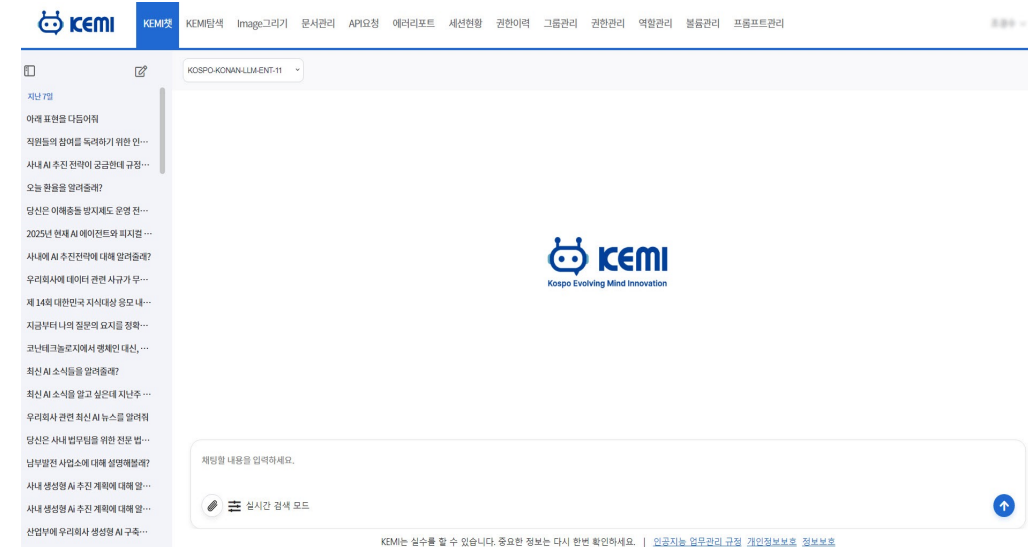 KEMI KEMI챗 KEMI탐색 Image그리기 문서관리 API요청 에러리포트 세션현황 권한이력 그룹관리 권한관리 역할관리 볼륨관리 프롬프트관리
KOSPO-KONAN-LLM-ENT-11
지난 7일
아래 표현을 다듬어줘
직원들의 참여를 독려하기 위한 인…
사내 AI 추진 전략이 궁금한데 규정…
오늘 환율을 알려줄래?
당신은 이해충돌 방지제도 운영 전…
2025년 현재 AI 에이전트와 피지컬 …
사내에 AI 추진전략에 대해 알려줄래?
우리회사에 데이터 관련 사규가 무…
제 14회 대한민국 지식대상 응모 내…
지금부터 나의 질문의 요지를 정확…
코난테크놀로지에서 랭체인 대신, …
최신 AI 소식들을 알려줄래?
최신 AI 소식을 알고 싶은데 지난주 …
우리회사 관련 최신 AI 뉴스를 알려줘
당신은 사내 법무팀을 위한 전문 법…
남부발전 사업소에 대해 설명해볼래?
사내 생성형 Ai 추진 계획에 대해 알…
사내 생성형 Ai 추진 계획에 대해 알…
산업부에 우리회사 생성형 AI 구축…
KEMI
Kospo Evolving Mind Innovation
채팅할 내용을 입력하세요.
실시간 검색 모드
KEMI는 실수를 할 수 있습니다. 중요한 정보는 다시 한번 확인하세요. | 인공지능 업무관리 규정 개인정보보호 정보보호